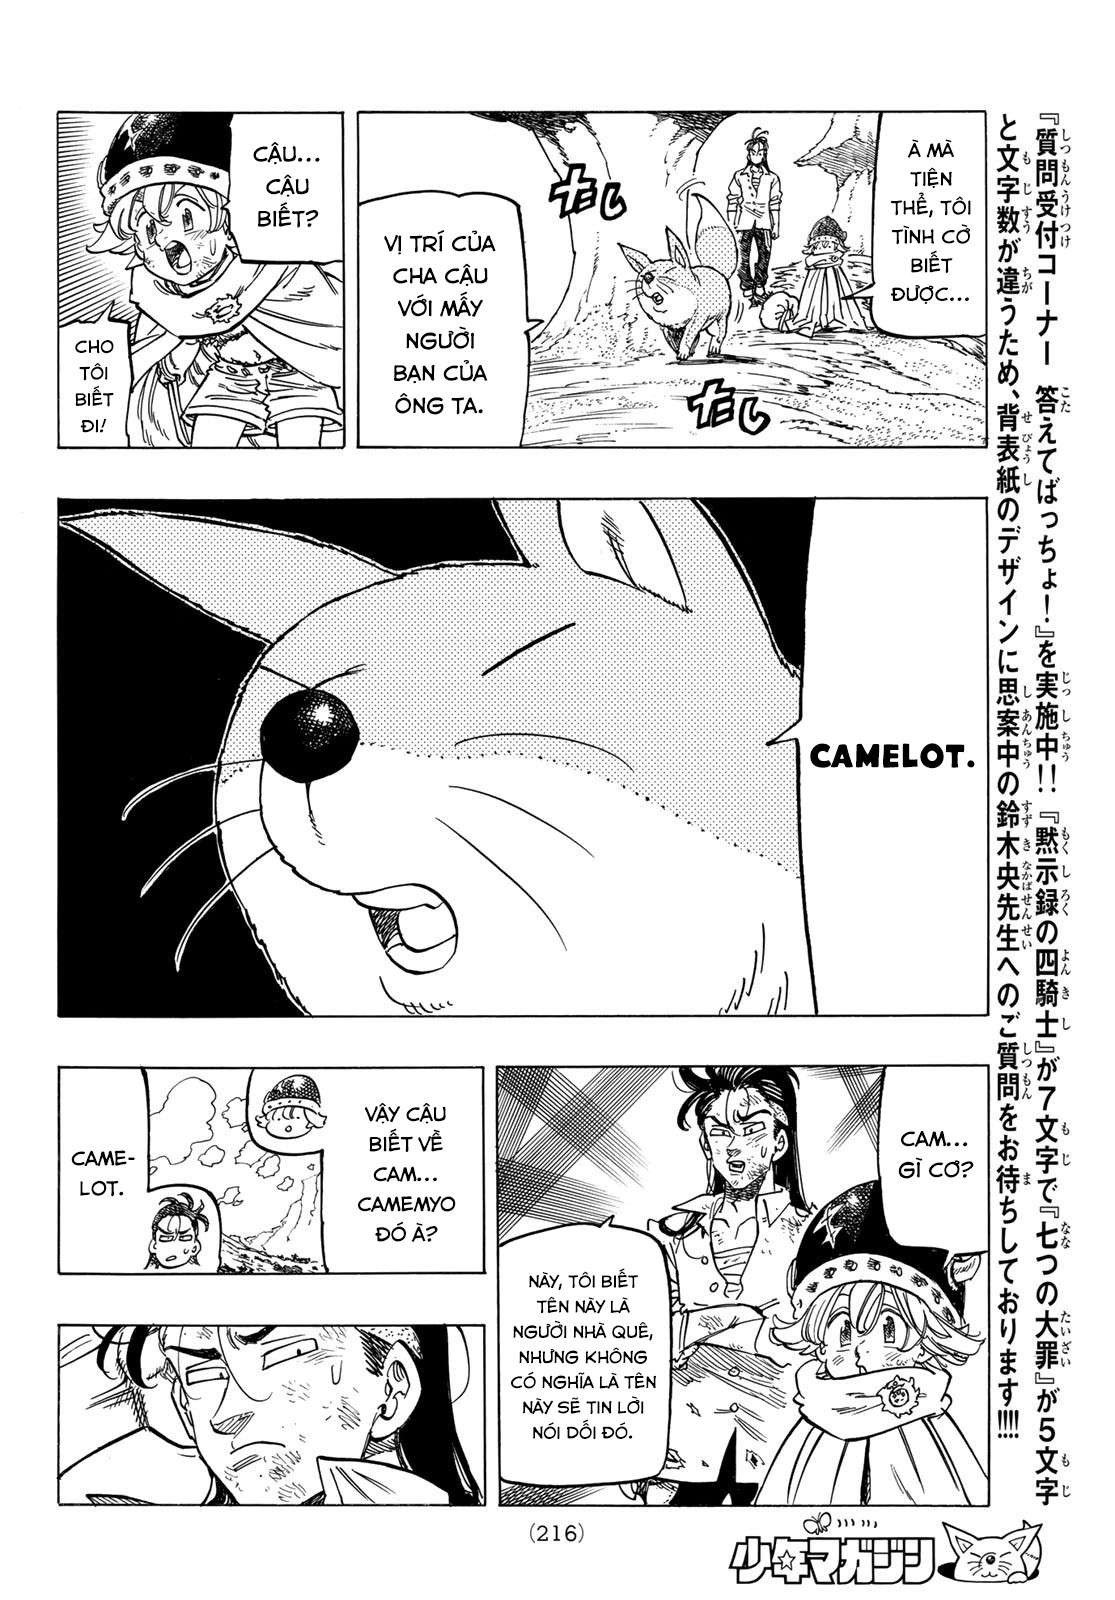 À MÀ
TIỆN
THỂ, TÔI
TÌNH CỜ
BIẾT
ĐƯỢC...
VỊ TRÍ CỦA
CHA CẬU
VỚI MẤY
NGƯỜI
BẠN CỦA
ÔNG TA.
CẬU...
CẬU
BIẾT?
CHO
TÔI
BIẾT
ĐI!
CAMELOT.
CAM...
GÌ CƠ?
NÀY, TÔI BIẾT
TÊN NÀY LÀ
NGƯỜI NHÀ QUÊ,
NHƯNG KHÔNG
CÓ NGHĨA LÀ TÊN
NÀY SẼ TIN LỜI
NÓI DỐI ĐÓ.
VẬY CẬU
BIẾT VỀ
CAM...
CAMEMYO
ĐÓ À?
CAME-
LOT.
『質問受付コーナー 答えてばっちょ!』を実施中!! 『黙示録の四騎士』が7文字で『七つの大罪』が5文字
と文字数が違うため、背表紙のデザインに思案中の鈴木央先生へのご質問をお待ちしております!!!!
(216)
少年マガジン